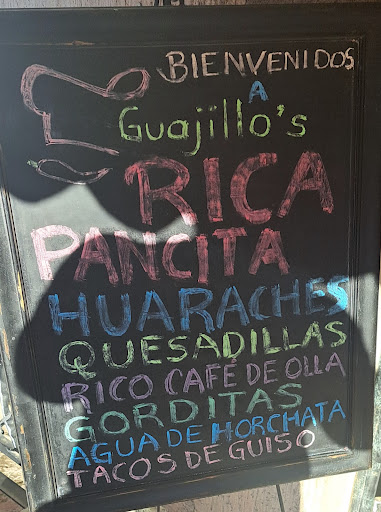 BIENVENIDOS
A
Guajillo's
RICA
PANCITA
HUARACHES
QUESADILLAS
RICO CAFÉ DE OLLA
GORDITAS
AGUA DE HORCHATA
TACOS DE GUISO